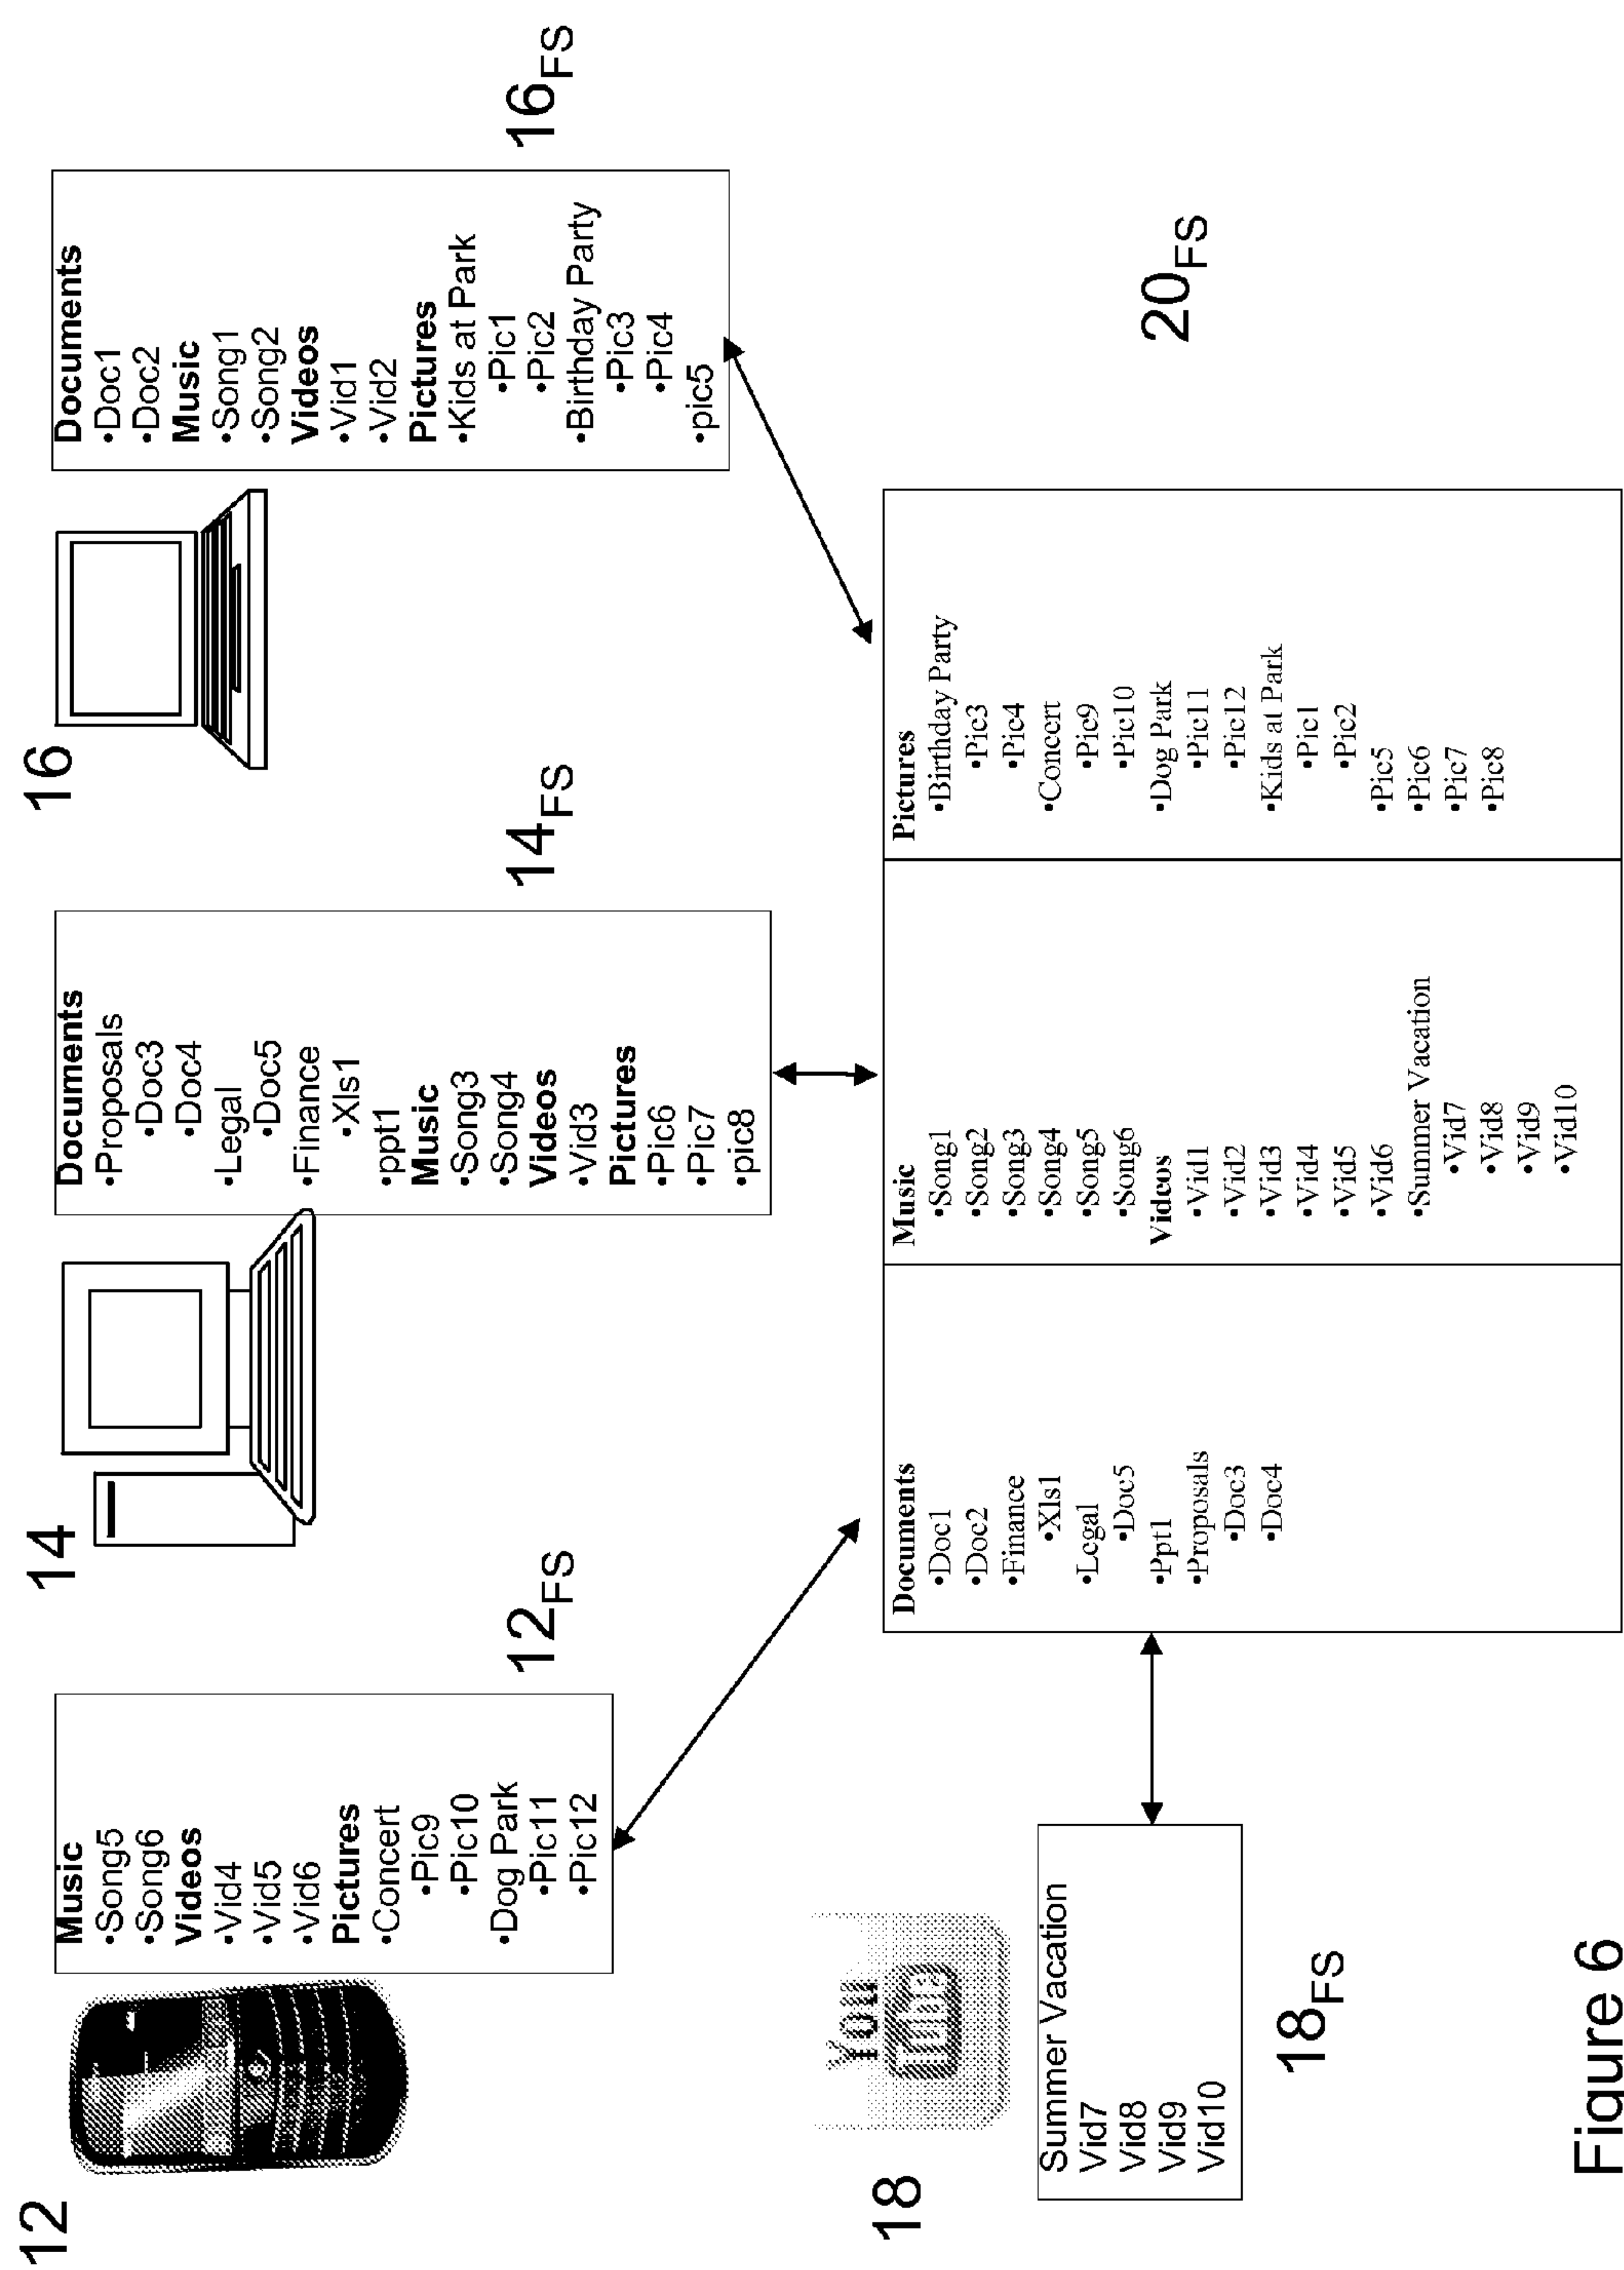 12
Music
•Song5
•Song6
Videos
•Vid4
•Vid5
•Vid6
Pictures
•Concert
•Pic9
•Pic10
•Dog Park
•Pic11
•Pic12
12FS
14
Documents
•Proposals
•Doc3
•Doc4
•Legal
•Doc5
•Finance
•Xls1
•ppt1
Music
•Song3
•Song4
Videos
•Vid3
Pictures
•Pic6
•Pic7
•pic8
14FS
16
Documents
•Doc1
•Doc2
Music
•Song1
•Song2
Videos
•Vid1
•Vid2
Pictures
•Kids at Park
•Pic1
•Pic2
•Birthday Party
•Pic3
•Pic4
•pic5
16FS
18
You
Tube
Summer Vacation
Vid7
Vid8
Vid9
Vid10
18FS
Documents
•Doc1
•Doc2
•Finance
•Xls1
•Legal
•Doc5
•Ppt1
•Proposals
•Doc3
•Doc4
Music
•Song1
•Song2
•Song3
•Song4
•Song5
•Song6
Videos
•Vid1
•Vid2
•Vid3
•Vid4
•Vid5
•Vid6
•Summer Vacation
•Vid7
•Vid8
•Vid9
•Vid10
Pictures
•Birthday Party
•Pic3
•Pic4
•Concert
•Pic9
•Pic10
•Dog Park
•Pic11
•Pic12
•Kids at Park
•Pic1
•Pic2
•Pic5
•Pic6
•Pic7
•Pic8
20FS
Figure 6